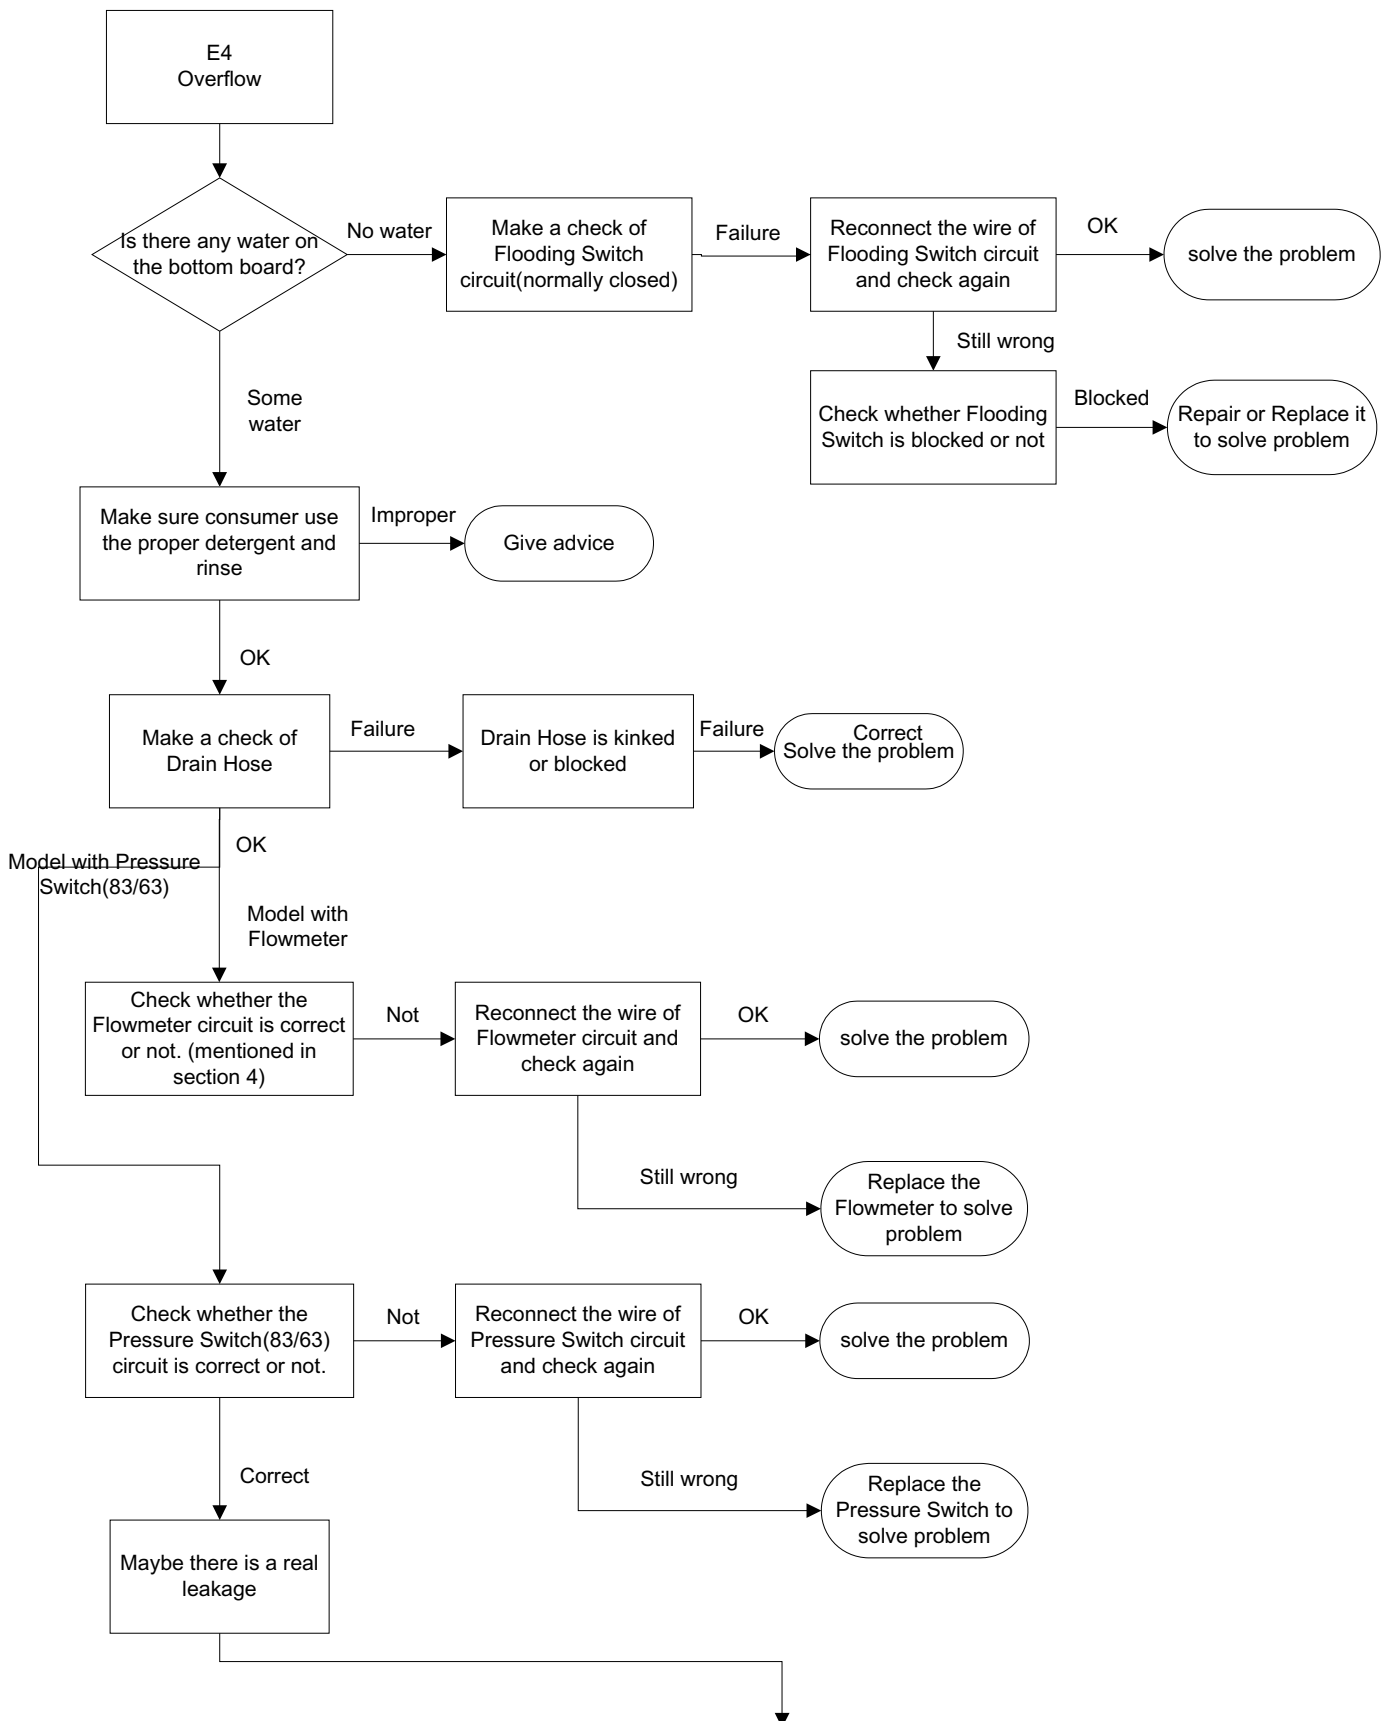 E4
Overflow
Is there any water on
the bottom board?
No water
Make a check of
Flooding Switch
circuit(normally closed)
Failure
Reconnect the wire of
Flooding Switch circuit
and check again
OK
solve the problem
Still wrong
Check whether Flooding
Switch is blocked or not
Blocked
Repair or Replace it
to solve problem
Some
water
Make sure consumer use
the proper detergent and
rinse
Improper
Give advice
OK
Make a check of
Drain Hose
Failure
Drain Hose is kinked
or blocked
Failure
Correct
Solve the problem
OK
Model with Pressure
Switch(83/63)
Model with
Flowmeter
Check whether the
Flowmeter circuit is correct
or not. (mentioned in
section 4)
Not
Reconnect the wire of
Flowmeter circuit and
check again
OK
solve the problem
Still wrong
Replace the
Flowmeter to solve
problem
Check whether the
Pressure Switch(83/63)
circuit is correct or not.
Not
Reconnect the wire of
Pressure Switch circuit
and check again
OK
solve the problem
Still wrong
Replace the
Pressure Switch to
solve problem
Correct
Maybe there is a real
leakage